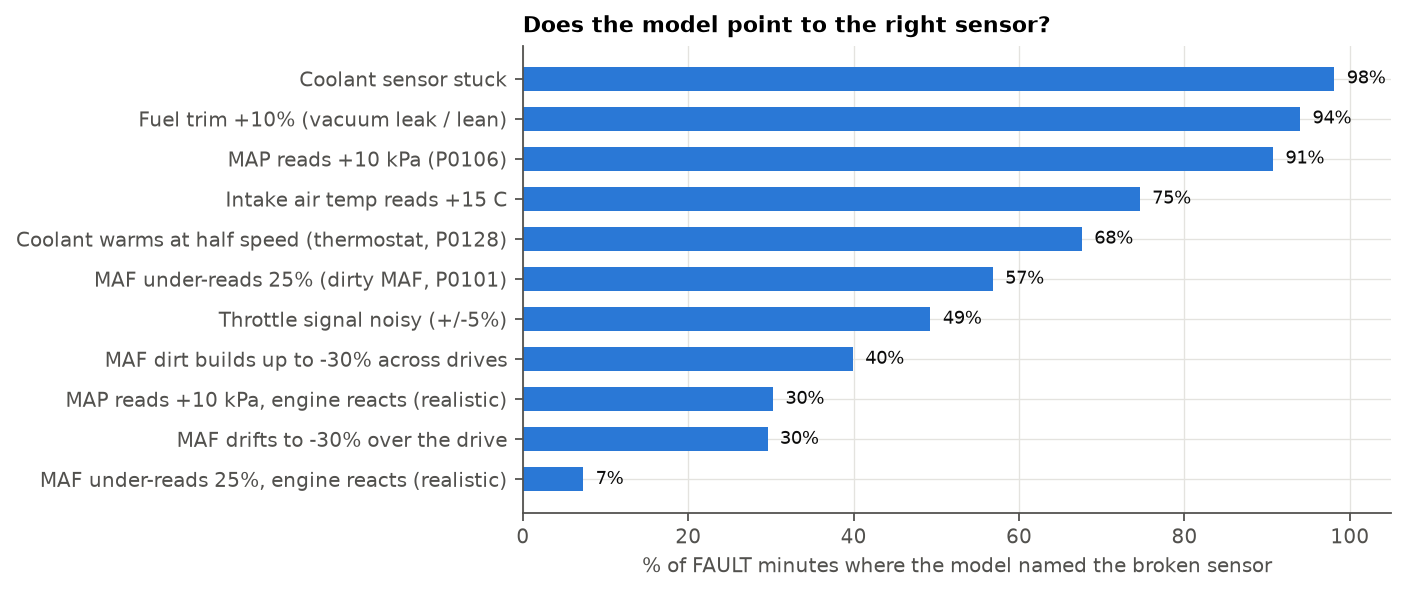 Does the model point to the right sensor?
Coolant sensor stuck 98%
Fuel trim +10% (vacuum leak / lean) 94%
MAP reads +10 kPa (P0106) 91%
Intake air temp reads +15 C 75%
Coolant warms at half speed (thermostat, P0128) 68%
MAF under-reads 25% (dirty MAF, P0101) 57%
Throttle signal noisy (+/-5%) 49%
MAF dirt builds up to -30% across drives 40%
MAP reads +10 kPa, engine reacts (realistic) 30%
MAF drifts to -30% over the drive 30%
MAF under-reads 25%, engine reacts (realistic) 7%
0 20 40 60 80 100
% of FAULT minutes where the model named the broken sensor